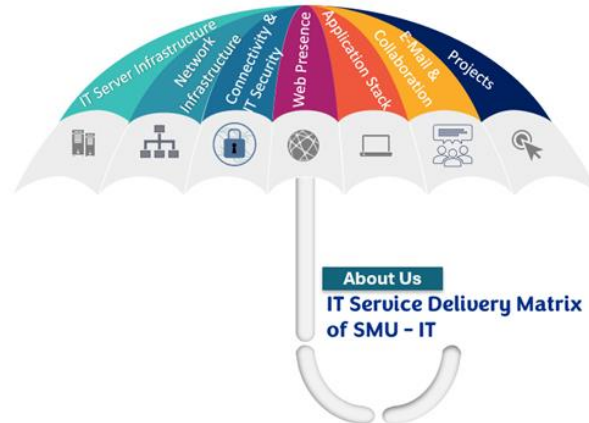 IT Server Infrastructure
Network
Infrastructure
Connectivity &
IT Security
Web Presence
Application Stack
E-Mail &
Collaboration
Projects
About Us
IT Service Delivery Matrix
of SMU - IT